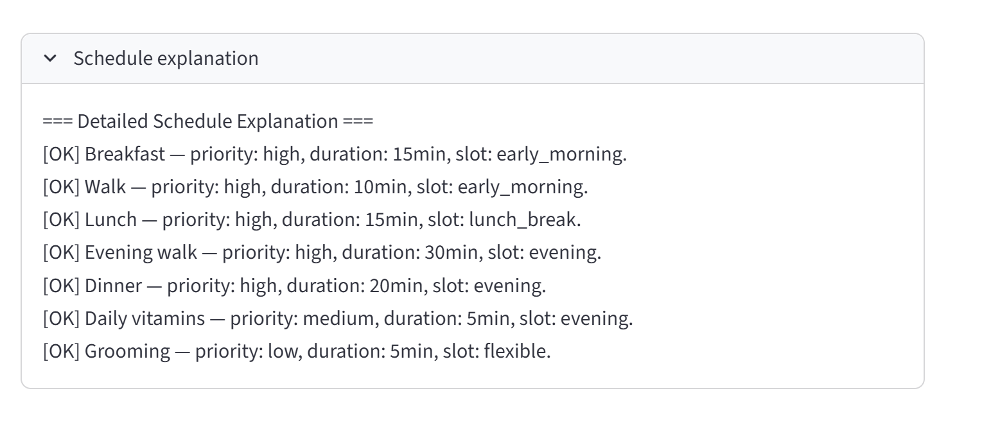 Schedule explanation
=== Detailed Schedule Explanation ===
[OK] Breakfast — priority: high, duration: 15min, slot: early_morning.
[OK] Walk — priority: high, duration: 10min, slot: early_morning.
[OK] Lunch — priority: high, duration: 15min, slot: lunch_break.
[OK] Evening walk — priority: high, duration: 30min, slot: evening.
[OK] Dinner — priority: high, duration: 20min, slot: evening.
[OK] Daily vitamins — priority: medium, duration: 5min, slot: evening.
[OK] Grooming — priority: low, duration: 5min, slot: flexible.